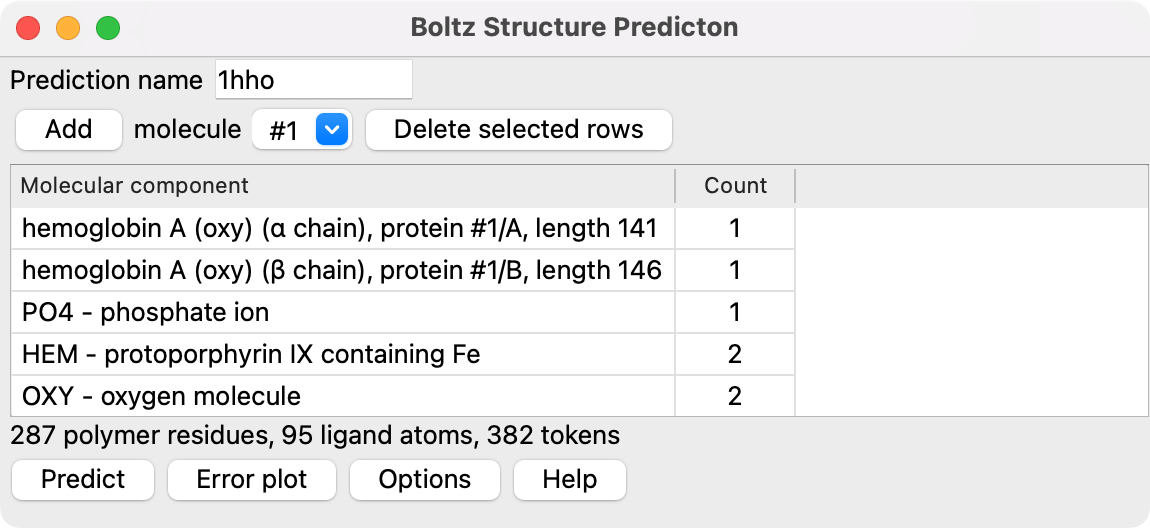 Boltz Structure Predicton
Prediction name 1hho
Add molecule #1 Delete selected rows
Molecular component Count
hemoglobin A (oxy) (α chain), protein #1/A, length 141 1
hemoglobin A (oxy) (β chain), protein #1/B, length 146 1
PO4 - phosphate ion 1
HEM - protoporphyrin IX containing Fe 2
OXY - oxygen molecule 2
287 polymer residues, 95 ligand atoms, 382 tokens
Predict Error plot Options Help